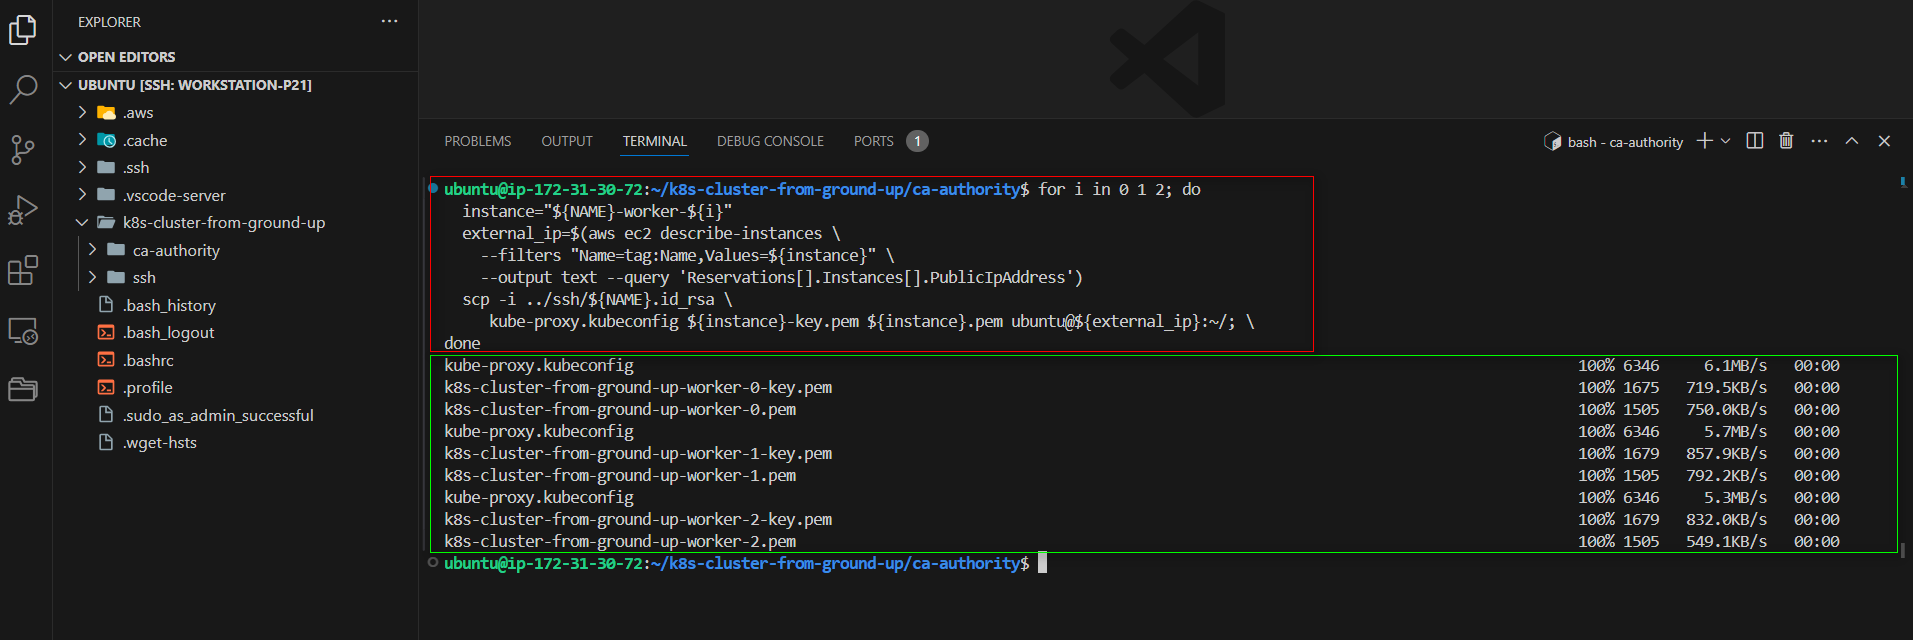 EXPLORER
OPEN EDITORS
UBUNTU [SSH: WORKSTATION-P21]
.aws
.cache
.ssh
.vscode-server
k8s-cluster-from-ground-up
ca-authority
ssh
.bash_history
.bash_logout
.bashrc
.profile
.sudo_as_admin_successful
.wget-hsts
PROBLEMS OUTPUT TERMINAL DEBUG CONSOLE PORTS 1 bash - ca-authority
ubuntu@ip-172-31-30-72:~/k8s-cluster-from-ground-up/ca-authority$ for i in 0 1 2; do
  instance="${NAME}-worker-${i}"
  external_ip=$(aws ec2 describe-instances \
    --filters "Name=tag:Name,Values=${instance}" \
    --output text --query 'Reservations[].Instances[].PublicIpAddress')
  scp -i ../ssh/${NAME}.id_rsa \
     kube-proxy.kubeconfig ${instance}-key.pem ${instance}.pem ubuntu@${external_ip}:~/; \
done
kube-proxy.kubeconfig 100% 6346 6.1MB/s 00:00
k8s-cluster-from-ground-up-worker-0-key.pem 100% 1675 719.5KB/s 00:00
k8s-cluster-from-ground-up-worker-0.pem 100% 1505 750.0KB/s 00:00
kube-proxy.kubeconfig 100% 6346 5.7MB/s 00:00
k8s-cluster-from-ground-up-worker-1-key.pem 100% 1679 857.9KB/s 00:00
k8s-cluster-from-ground-up-worker-1.pem 100% 1505 792.2KB/s 00:00
kube-proxy.kubeconfig 100% 6346 5.3MB/s 00:00
k8s-cluster-from-ground-up-worker-2-key.pem 100% 1679 832.0KB/s 00:00
k8s-cluster-from-ground-up-worker-2.pem 100% 1505 549.1KB/s 00:00
ubuntu@ip-172-31-30-72:~/k8s-cluster-from-ground-up/ca-authority$